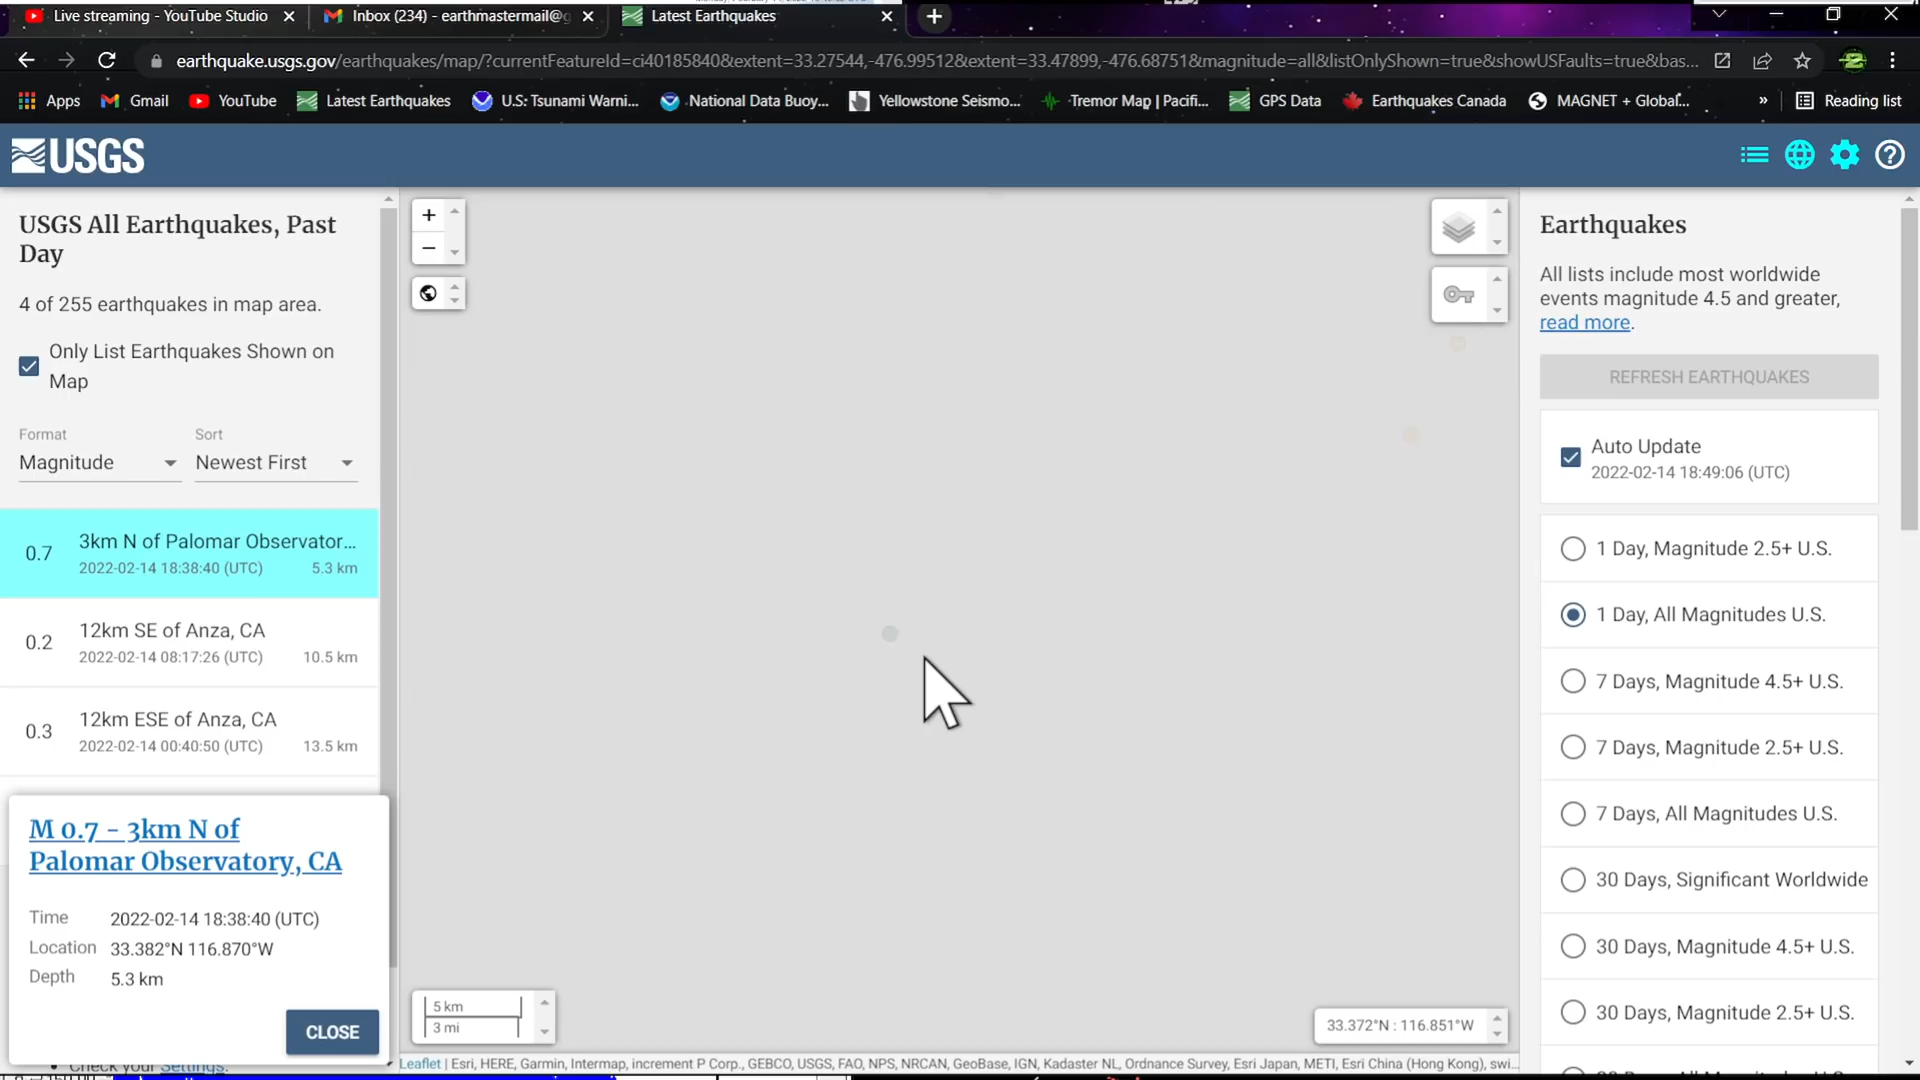 Live streaming - YouTube Studio
Inbox (234) - earthmastermail@g
Latest Earthquakes
earthquake.usgs.gov/earthquakes/map/?currentFeatureId=ci40185840&extent=33.27544,-476.99512&extent=33.47899,-476.68751&magnitude=all&listOnlyShown=true&showUSFaults=true&bas...
Apps
Gmail
YouTube
Latest Earthquakes
U.S. Tsunami Warni...
National Data Buoy...
Yellowstone Seismo...
Tremor Map | Pacifi...
GPS Data
Earthquakes Canada
MAGNET + Global...
»
Reading list
USGS
USGS All Earthquakes, Past
Day
4 of 255 earthquakes in map area.
Only List Earthquakes Shown on
Map
Format
Magnitude
Sort
Newest First
0.7
3km N of Palomar Observator...
2022-02-14 18:38:40 (UTC)
5.3 km
0.2
12km SE of Anza, CA
2022-02-14 08:17:26 (UTC)
10.5 km
0.3
12km ESE of Anza, CA
2022-02-14 00:40:50 (UTC)
13.5 km
M 0.7 - 3km N of
Palomar Observatory, CA
Time
2022-02-14 18:38:40 (UTC)
Location
33.382°N 116.870°W
Depth
5.3 km
CLOSE
Check your Settings.
+
−
5 km
3 mi
33.372°N : 116.851°W
Leaflet | Esri, HERE, Garmin, Intermap, increment P Corp., GEBCO, USGS, FAO, NPS, NRCAN, GeoBase, IGN, Kadaster NL, Ordnance Survey, Esri Japan, METI, Esri China (Hong Kong), swi...
Earthquakes
All lists include most worldwide
events magnitude 4.5 and greater,
read more.
REFRESH EARTHQUAKES
Auto Update
2022-02-14 18:49:06 (UTC)
1 Day, Magnitude 2.5+ U.S.
1 Day, All Magnitudes U.S.
7 Days, Magnitude 4.5+ U.S.
7 Days, Magnitude 2.5+ U.S.
7 Days, All Magnitudes U.S.
30 Days, Significant Worldwide
30 Days, Magnitude 4.5+ U.S.
30 Days, Magnitude 2.5+ U.S.